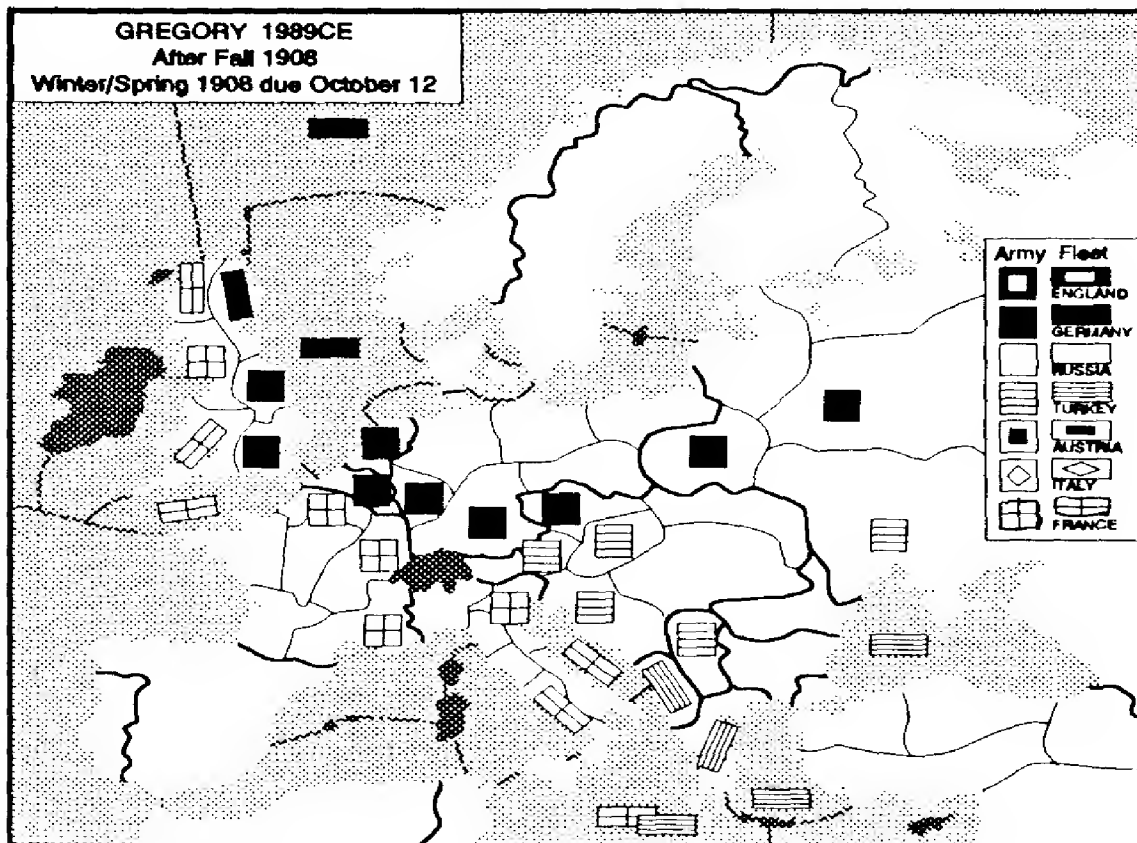 GREGORY 1989CE
After Fall 1908
Winter/Spring 1908 due October 12
Army Fleet
ENGLAND
GERMANY
RUSSIA
TURKEY
AUSTRIA
ITALY
FRANCE